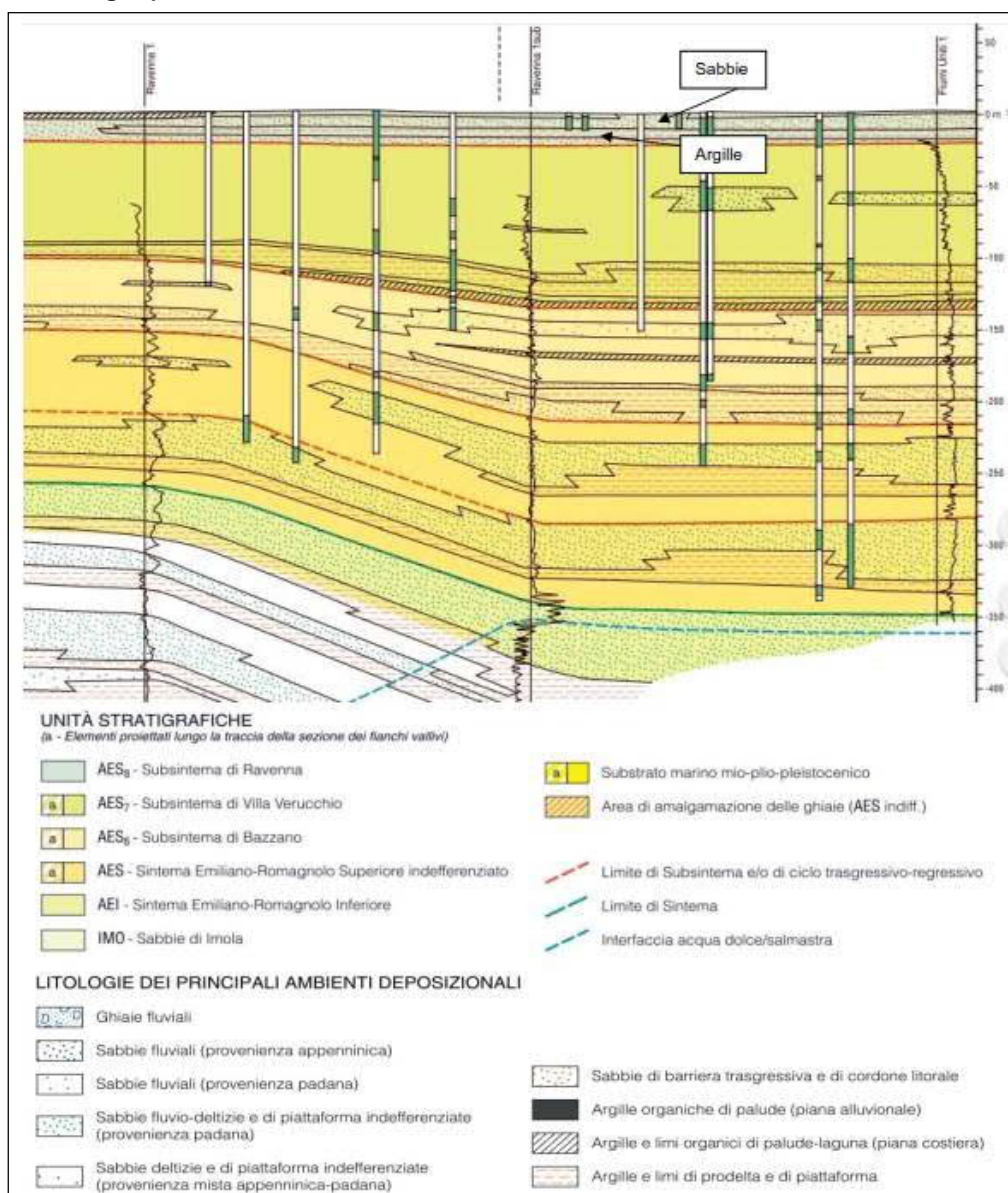 Ravenna 1
Ravenna 1sub
Fiumi Uniti 1
Sabbie
Argille
50
0 m
-50
-100
-150
-200
-250
-300
-350
-400
UNITÀ STRATIGRAFICHE
(a - Elementi proiettati lungo la traccia della sezione dei fianchi vallivi)
AES8 - Subsintema di Ravenna
a AES7 - Subsintema di Villa Verucchio
a AES6 - Subsintema di Bazzano
a AES - Sintema Emiliano-Romagnolo Superiore indefferenziato
AEI - Sintema Emiliano-Romagnolo Inferiore
IMO - Sabbie di Imola
a Substrato marino mio-plio-pleistocenico
Area di amalgamazione delle ghiaie (AES indiff.)
Limite di Subsintema e/o di ciclo trasgressivo-regressivo
Limite di Sintema
Interfaccia acqua dolce/salmastra
LITOLOGIE DEI PRINCIPALI AMBIENTI DEPOSIZIONALI
Ghiaie fluviali
Sabbie fluviali (provenienza appenninica)
Sabbie fluviali (provenienza padana)
Sabbie fluvio-deltizie e di piattaforma indefferenziate
(provenienza padana)
Sabbie deltizie e di piattaforma indefferenziate
(provenienza mista appenninica-padana)
Sabbie di barriera trasgressiva e di cordone litorale
Argille organiche di palude (piana alluvionale)
Argille e limi organici di palude-laguna (piana costiera)
Argille e limi di prodelta e di piattaforma